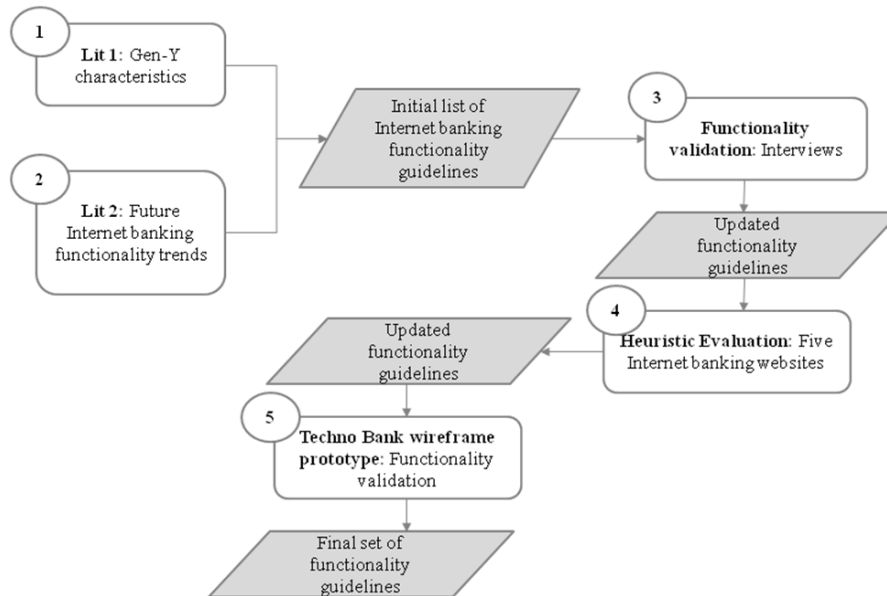 1
Lit 1: Gen-Y
characteristics
2
Lit 2: Future
Internet banking
functionality trends
Initial list of
Internet banking
functionality
guidelines
3
Functionality
validation: Interviews
Updated
functionality
guidelines
4
Heuristic Evaluation: Five
Internet banking websites
Updated
functionality
guidelines
5
Techno Bank wireframe
prototype: Functionality
validation
Final set of
functionality
guidelines